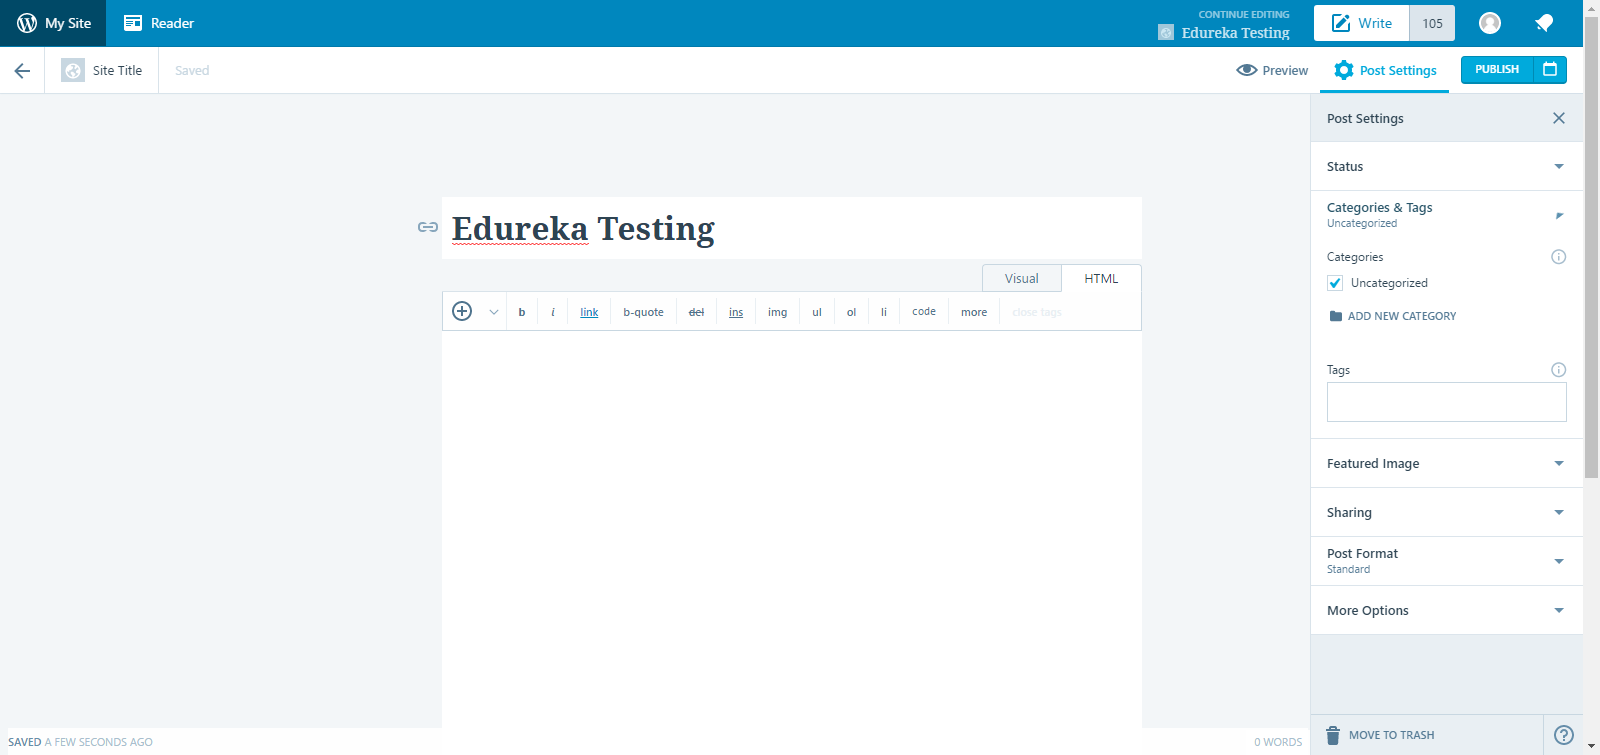 My Site
Reader
CONTINUE EDITING
Edureka Testing
Write
105
Site Title
Saved
Preview
Post Settings
PUBLISH
Edureka Testing
Visual
HTML
b
i
link
b-quote
del
ins
img
ul
ol
li
code
more
close tags
Post Settings
Status
Categories & Tags
Uncategorized
Categories
Uncategorized
ADD NEW CATEGORY
Tags
Featured Image
Sharing
Post Format
Standard
More Options
SAVED A FEW SECONDS AGO
0 WORDS
MOVE TO TRASH